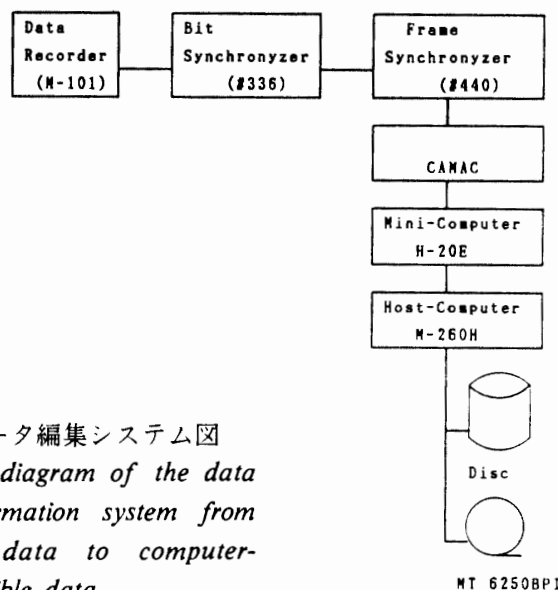 Data
Recorder
(M-101)
Bit
Synchronyzer
(#336)
Frame
Synchronyzer
(#440)
CAMAC
Mini-Computer
H-20E
Host-Computer
M-260H
Disc
MT 6250BPI
ータ編集システム図
diagram of the data
rmation system from
data to computer-
ible data